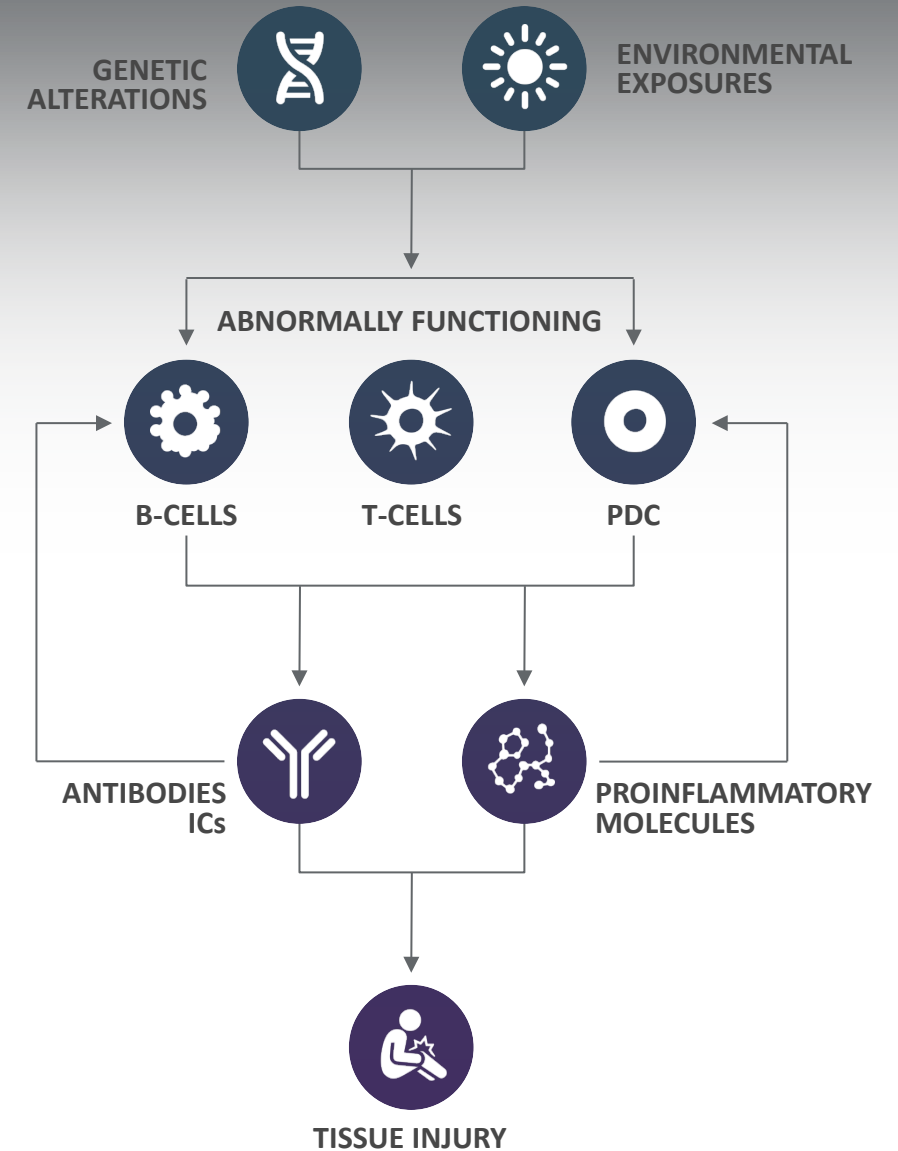 GENETIC
ALTERATIONS
ENVIRONMENTAL
EXPOSURES
ABNORMALLY FUNCTIONING
B-CELLS
T-CELLS
PDC
ANTIBODIES
ICs
PROINFLAMMATORY
MOLECULES
TISSUE INJURY